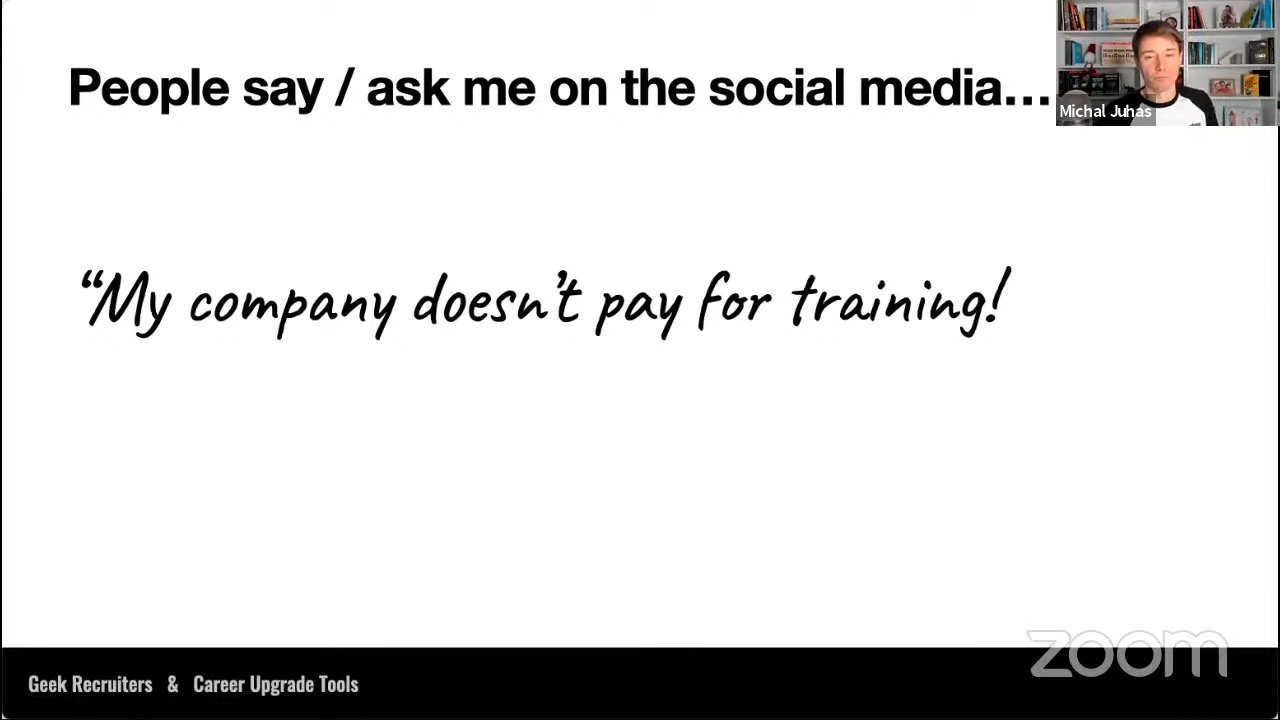 People say / ask me on the social media…
Michal Juhas
“My company doesn’t pay for training!
zoom
Geek Recruiters & Career Upgrade Tools